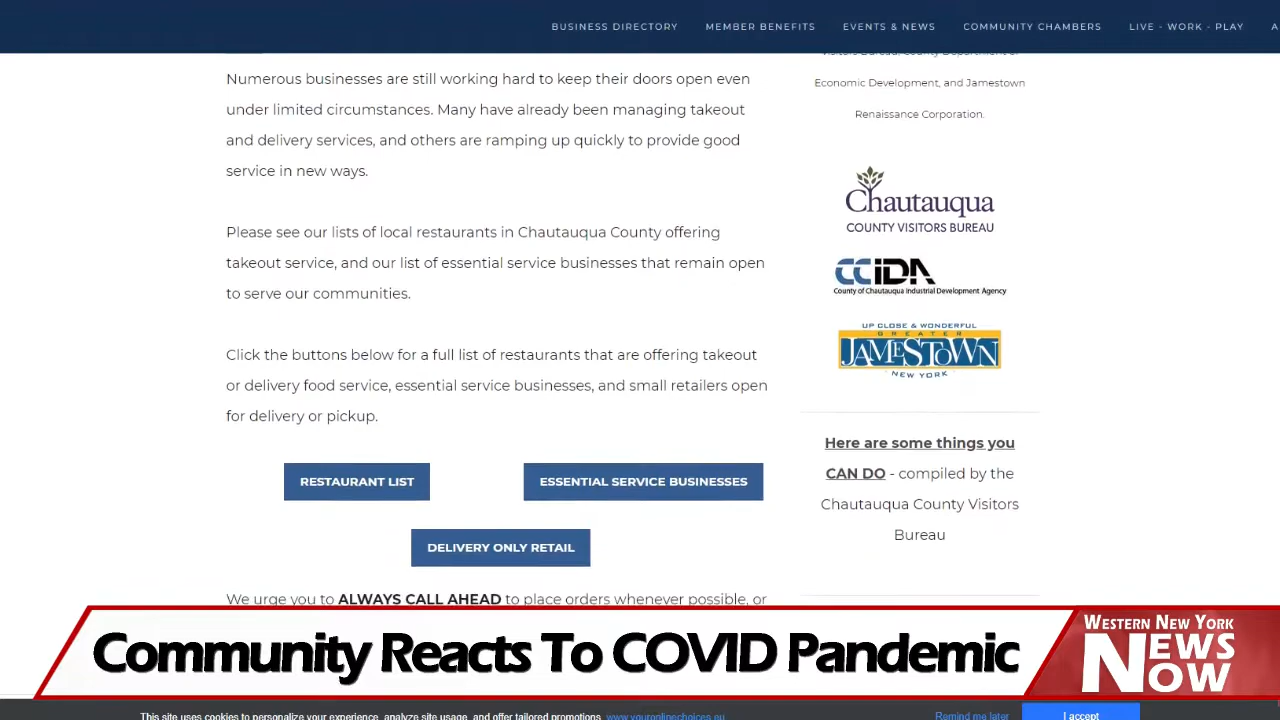 BUSINESS DIRECTORY MEMBER BENEFITS EVENTS & NEWS COMMUNITY CHAMBERS LIVE - WORK - PLAY A
Numerous businesses are still working hard to keep their doors open even
under limited circumstances. Many have already been managing takeout
and delivery services, and others are ramping up quickly to provide good
service in new ways.
Please see our lists of local restaurants in Chautauqua County offering
takeout service, and our list of essential service businesses that remain open
to serve our communities.
Click the buttons below for a full list of restaurants that are offering takeout
or delivery food service, essential service businesses, and small retailers open
for delivery or pickup.
RESTAURANT LIST
ESSENTIAL SERVICE BUSINESSES
DELIVERY ONLY RETAIL
We urge you to ALWAYS CALL AHEAD to place orders whenever possible, or
Visitors Bureau, County Department of
Economic Development, and Jamestown
Renaissance Corporation.
Chautauqua
COUNTY VISITORS BUREAU
CCIDA
County of Chautauqua Industrial Development Agency
UP CLOSE & WONDERFUL
GREATER
JAMESTOWN
NEW YORK
Here are some things you
CAN DO - compiled by the
Chautauqua County Visitors
Bureau
Community Reacts To COVID Pandemic
WESTERN NEW YORK
NEWS
NOW
This site uses cookies to personalize your experience, analyze site usage, and offer tailored promotions. www.youronlinechoices.eu
Remind me later
I accept